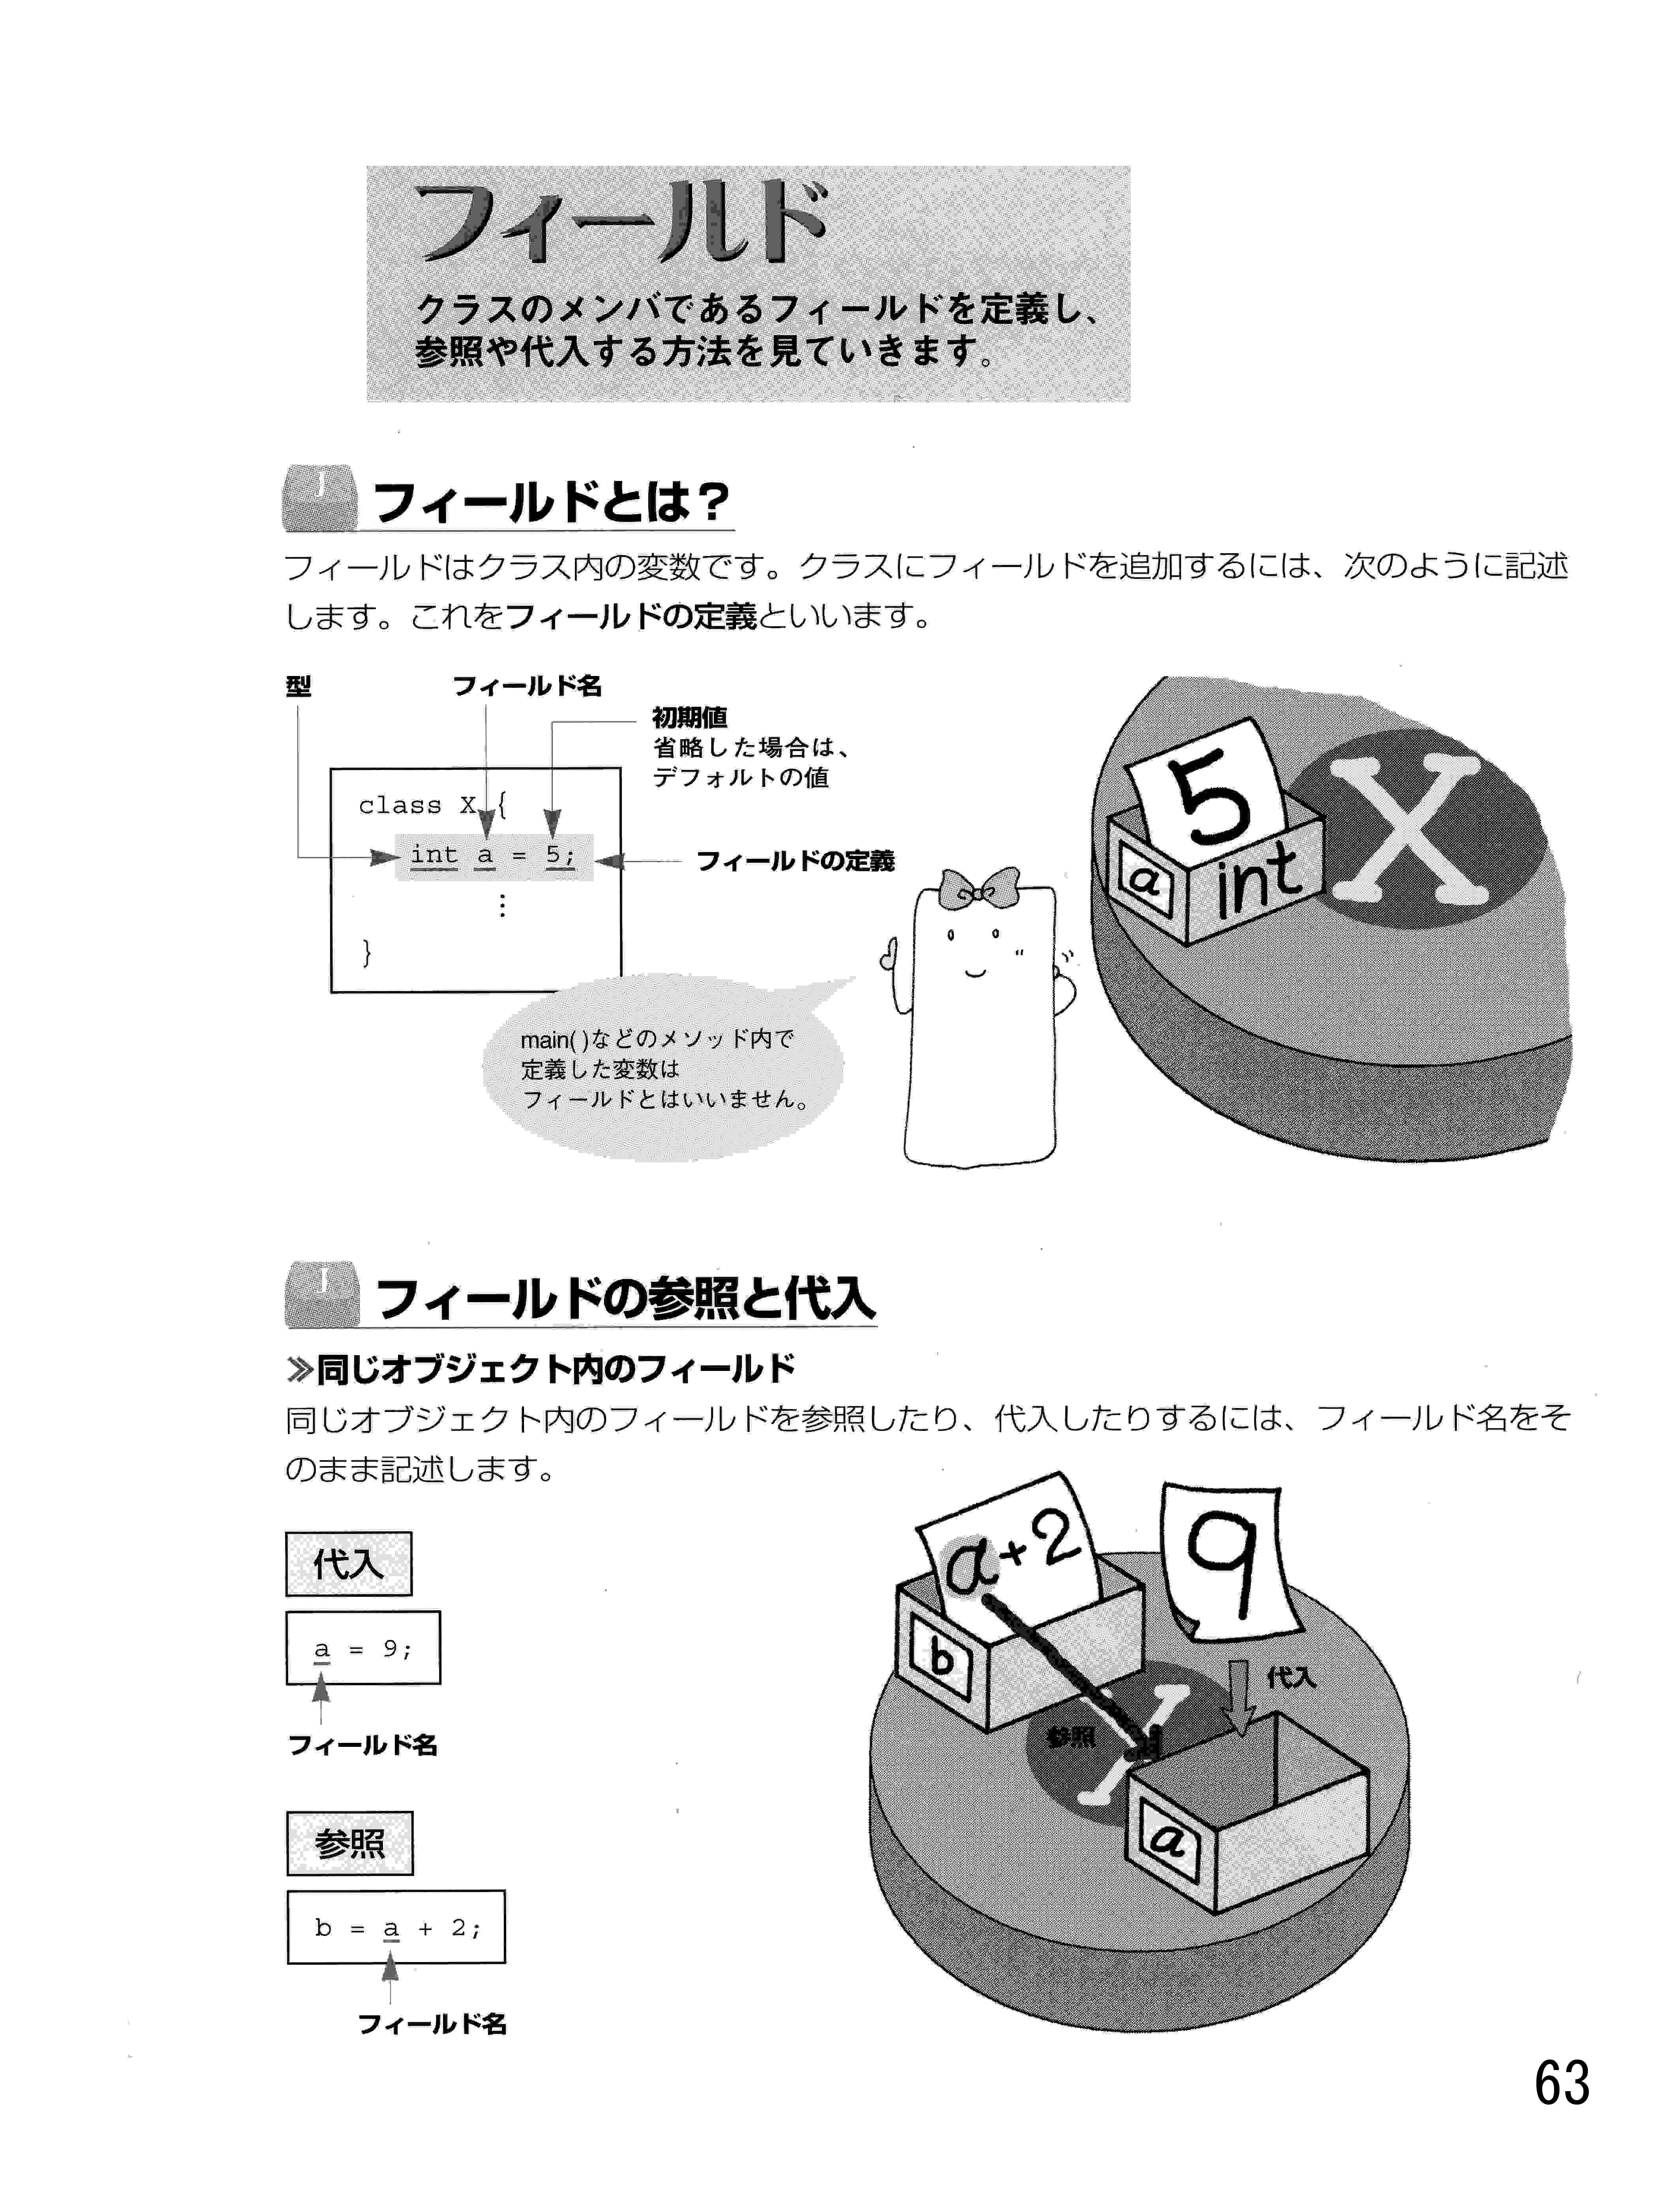 フィールド
クラスのメンバであるフィールドを定義し、
参照や代入する方法を見ていきます。
J
フィールドとは？
フィールドはクラス内の変数です。クラスにフィールドを追加するには、次のように記述
します。これをフィールドの定義といいます。
型
フィールド名
初期値
省略した場合は、
デフォルトの値
class X {
int a = 5;
⋮
}
フィールドの定義
5
a
int
X
main()などのメソッド内で
定義した変数は
フィールドとはいいません。
J
フィールドの参照と代入
≫同じオブジェクト内のフィールド
同じオブジェクト内のフィールドを参照したり、代入したりするには、フィールド名をそ
のまま記述します。
代入
a = 9;
フィールド名
参照
b = a + 2;
フィールド名
a+2
b
9
代入
参照
X
a
63